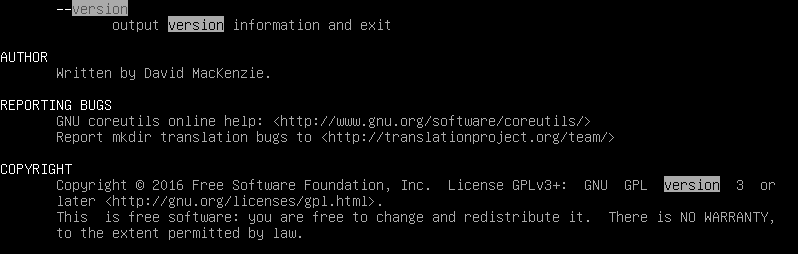 --version
output version information and exit
AUTHOR
Written by David MacKenzie.
REPORTING BUGS
GNU coreutils online help: <http://www.gnu.org/software/coreutils/>
Report mkdir translation bugs to <http://translationproject.org/team/>
COPYRIGHT
Copyright © 2016 Free Software Foundation, Inc.  License GPLv3+:  GNU  GPL  version  3  or
later <http://gnu.org/licenses/gpl.html>.
This  is free software: you are free to change and redistribute it.  There is NO WARRANTY,
to the extent permitted by law.